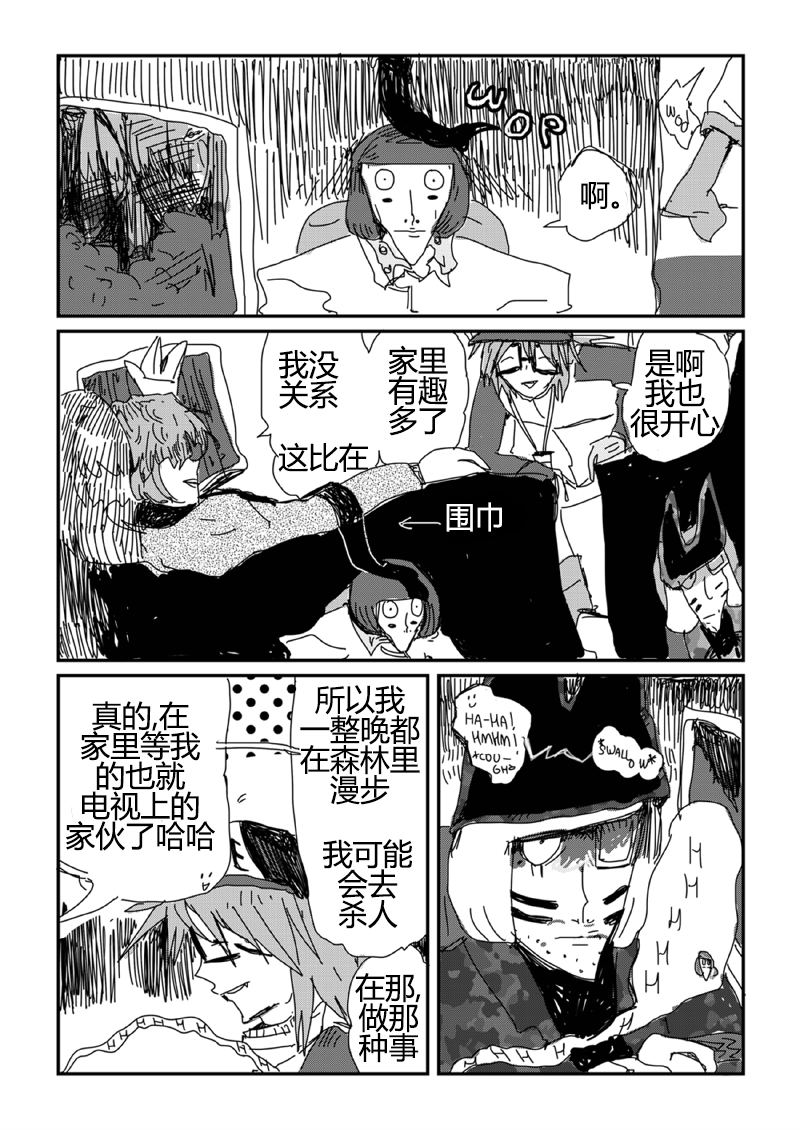 WOP
WOO
啊。
我没
关系
这比在
家里
有趣
多了
是啊
我也
很开心
围巾
真的,在
家里等我
的也就
电视上的
家伙了哈哈
所以我
一整晚都
在森林里
漫步
我可能
会去
杀人
在那,
做那
种事
E
H H H H H H
HA-HA!
HMHM!
*COU-
GH*
*SWALLOW*
H
H
H
H
H
H
H H H H